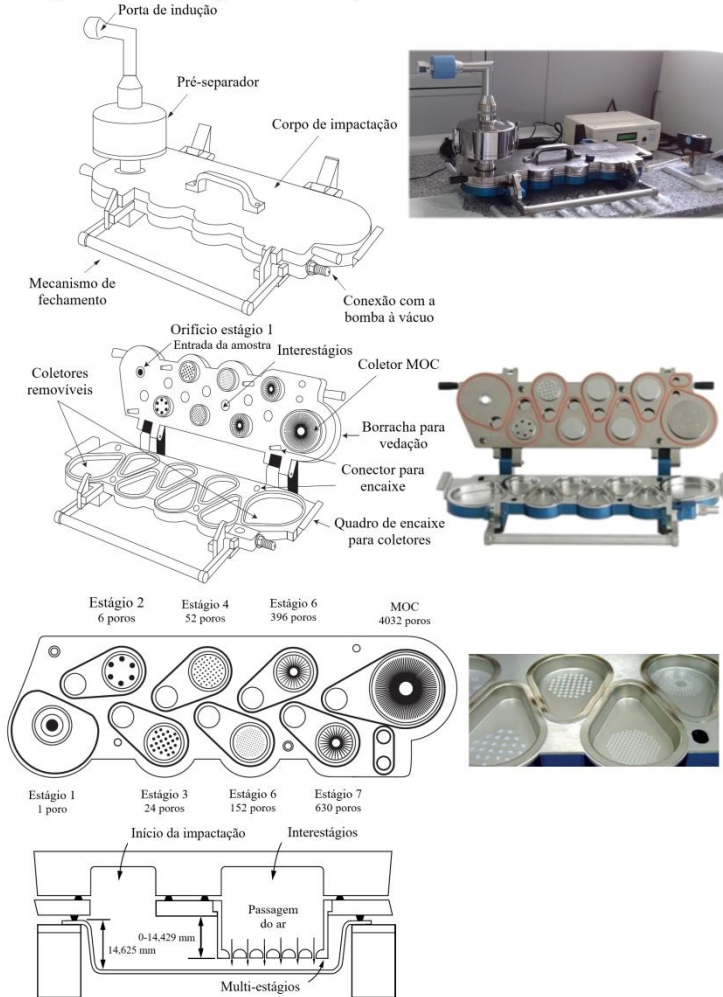 Porta de indução
Pré-separador
Corpo de impactação
Mecanismo de
fechamento
Conexão com a
bomba à vácuo
Orifício estágio 1
Entrada da amostra
Interestágios
Coletores
removíveis
Coletor MOC
Borracha para
vedação
Conector para
encaixe
Quadro de encaixe
para coletores
Estágio 2
6 poros
Estágio 4
52 poros
Estágio 6
396 poros
MOC
4032 poros
Estágio 1
1 poro
Estágio 3
24 poros
Estágio 6
152 poros
Estágio 7
630 poros
Início da impactação
Interestágios
Passagem
do ar
0-14,429 mm
14,625 mm
Multi-estágios